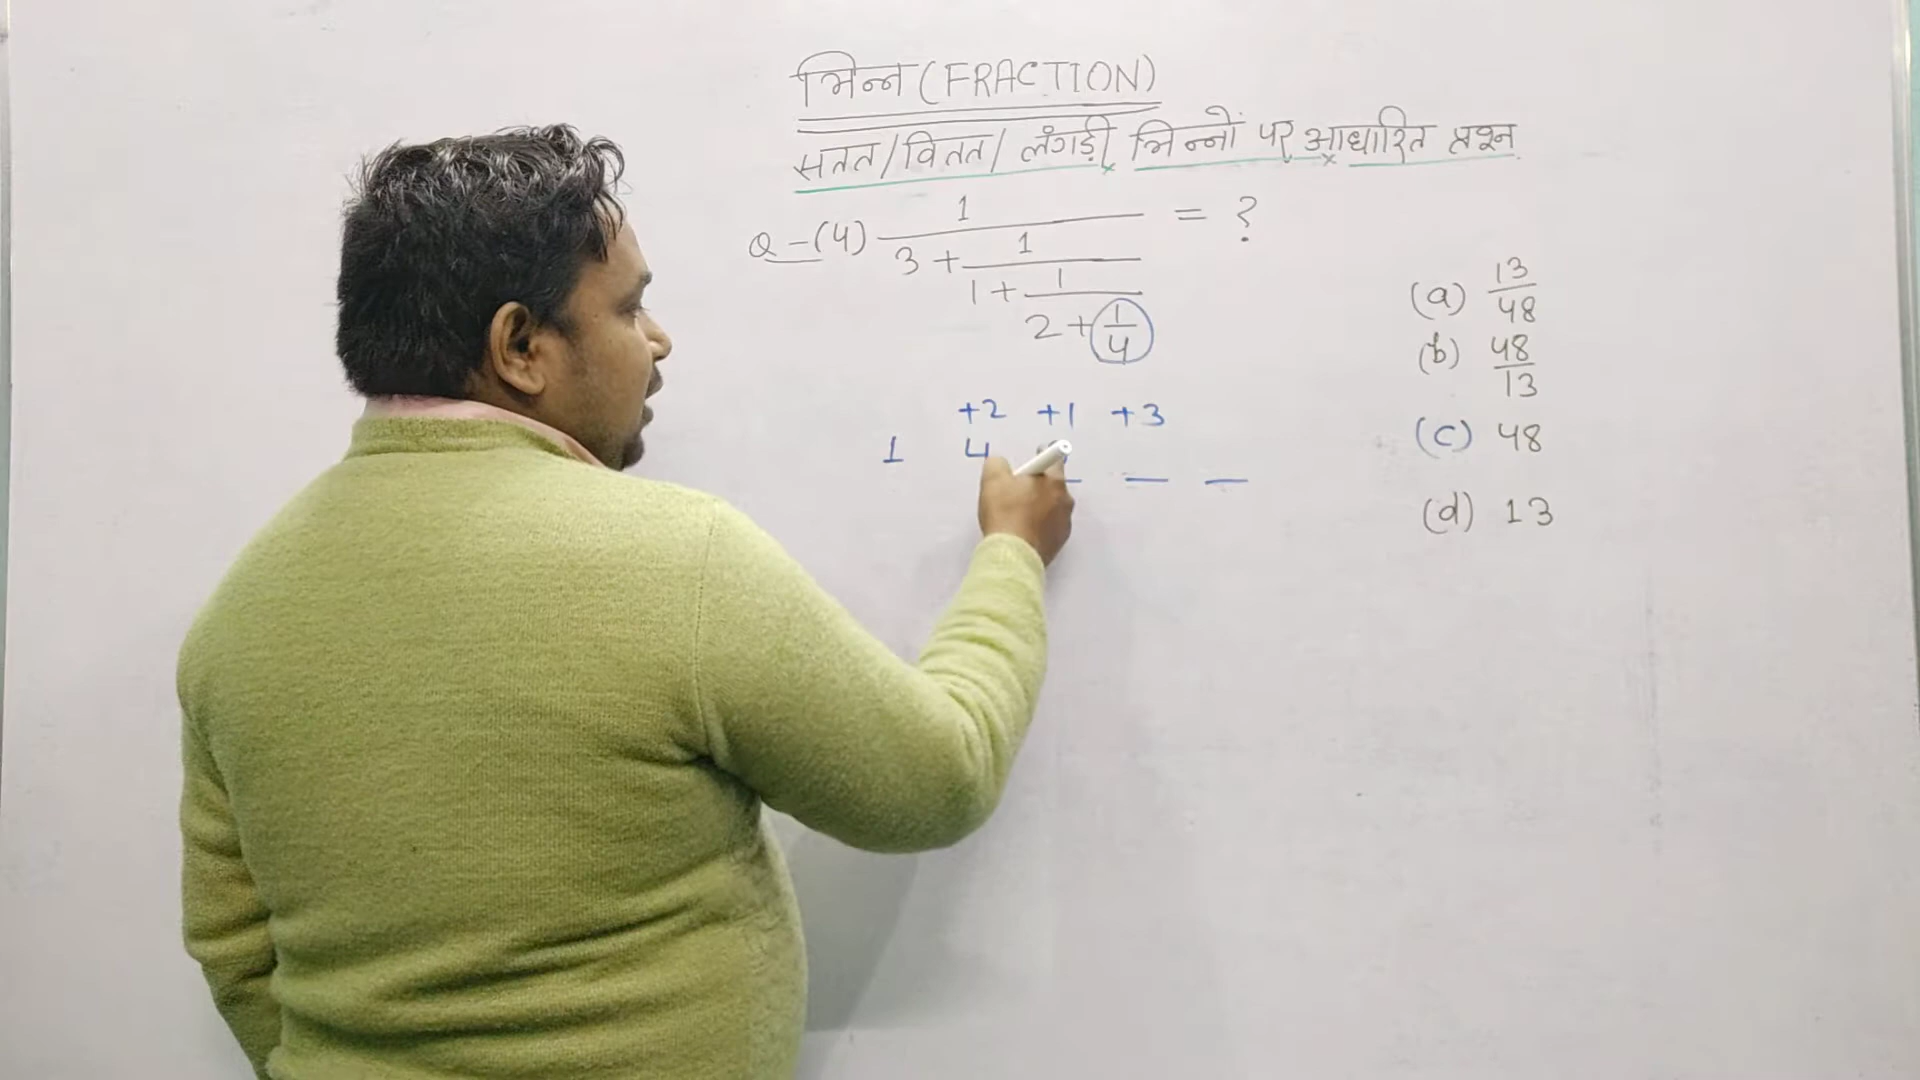 भिन्न (FRACTION)
सतत/वितत/लंगड़ी भिन्नों पर आधारित प्रश्न
Q-(4) 1 = ?
3 + 1
1 + 1
2 + 1/4
(a) 13/48
(b) 48/13
(c) 48
(d) 13
+2 +1 +3
1 4